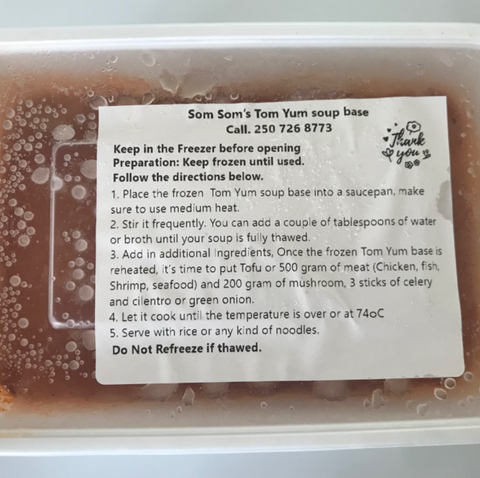 Som Som's Tom Yum soup base
Call. 250 726 8773
Thank you
Keep in the Freezer before opening
Preparation: Keep frozen until used.
Follow the directions below.
1. Place the frozen Tom Yum soup base into a saucepan, make
sure to use medium heat.
2. Stir it frequently. You can add a couple of tablespoons of water
or broth until your soup is fully thawed.
3. Add in additional ingredients, Once the frozen Tom Yum base is
reheated, it's time to put Tofu or 500 gram of meat (Chicken, fish,
Shrimp, seafood) and 200 gram of mushroom, 3 sticks of celery
and cilentro or green onion.
4. Let it cook until the temperature is over or at 74oC
5. Serve with rice or any kind of noodles.
Do Not Refreeze if thawed.